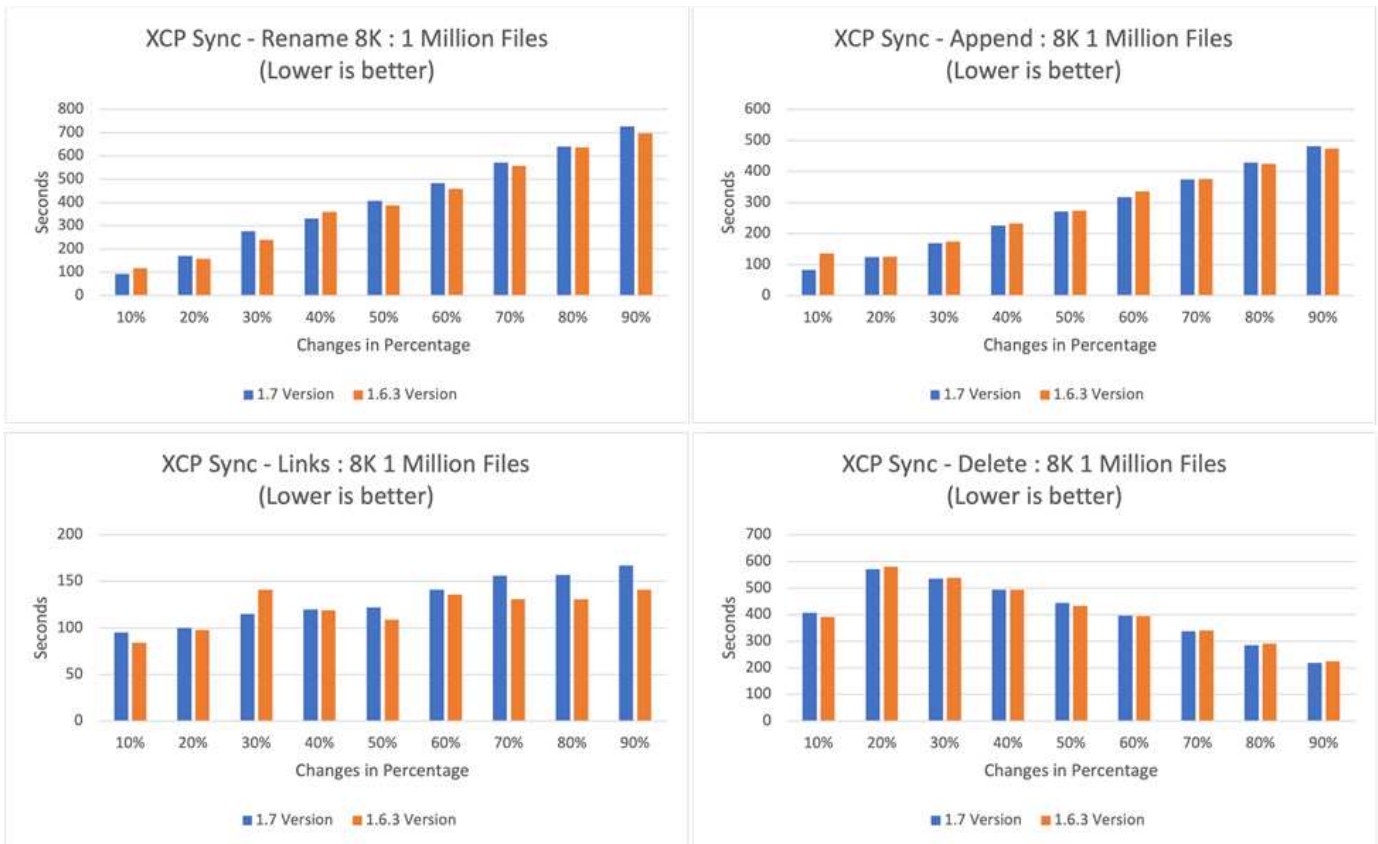 XCP Sync - Rename 8K : 1 Million Files
(Lower is better)
800
700
600
500
400
300
200
100
0
Seconds
10% 20% 30% 40% 50% 60% 70% 80% 90%
Changes in Percentage
1.7 Version 1.6.3 Version
XCP Sync - Append : 8K 1 Million Files
(Lower is better)
600
500
400
300
200
100
0
Seconds
10% 20% 30% 40% 50% 60% 70% 80% 90%
Changes in Percentage
1.7 Version 1.6.3 Version
XCP Sync - Links : 8K 1 Million Files
(Lower is better)
200
150
100
50
0
Seconds
10% 20% 30% 40% 50% 60% 70% 80% 90%
Changes in Percentage
1.7 Version 1.6.3 Version
XCP Sync - Delete : 8K 1 Million Files
(Lower is better)
700
600
500
400
300
200
100
0
Seconds
10% 20% 30% 40% 50% 60% 70% 80% 90%
Changes in Percentage
1.7 Version 1.6.3 Version